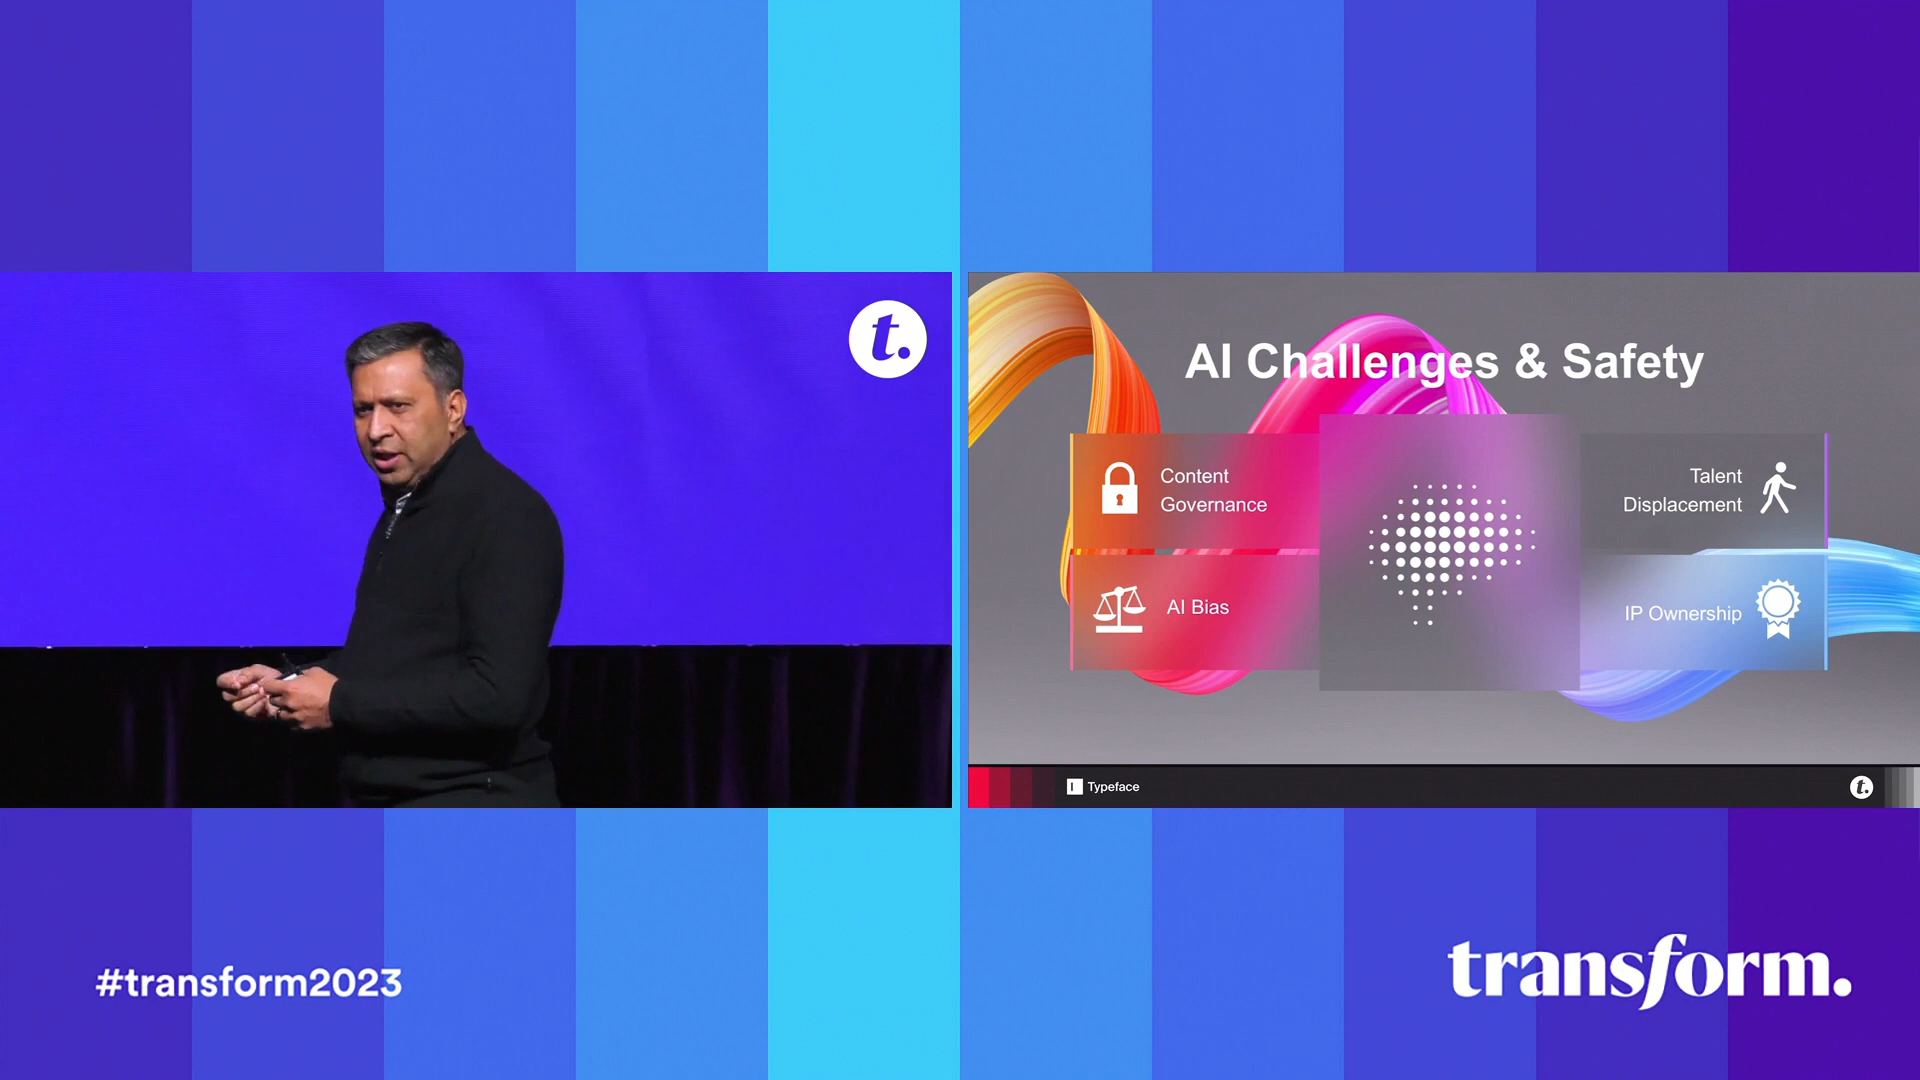 t.
AI Challenges & Safety
Content
Governance
Talent
Displacement
AI Bias
IP Ownership
Typeface
t.
#transform2023
transform.